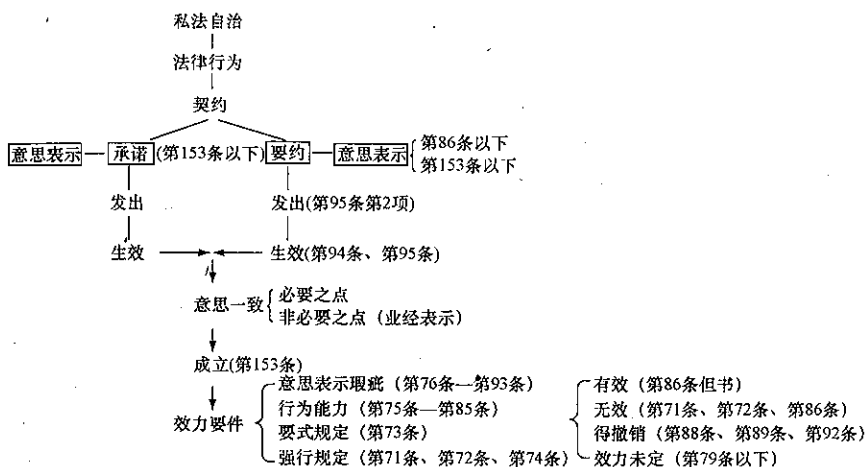 私法自治
法律行为
契约
意思表示 承诺 (第153条以下) 要约 意思表示 第86条以下
第153条以下
发出 发出(第95条第2项)
生效 生效(第94条、第95条)
意思一致 必要之点
非必要之点（业经表示）
成立(第153条)
效力要件
意思表示瑕疵（第76条—第93条）
行为能力（第75条—第85条）
要式规定（第73条）
强行规定（第71条、第72条、第74条）
有效（第86条但书）
无效（第71条、第72条、第86条）
得撤销（第88条、第89条、第92条）
效力未定（第79条以下）